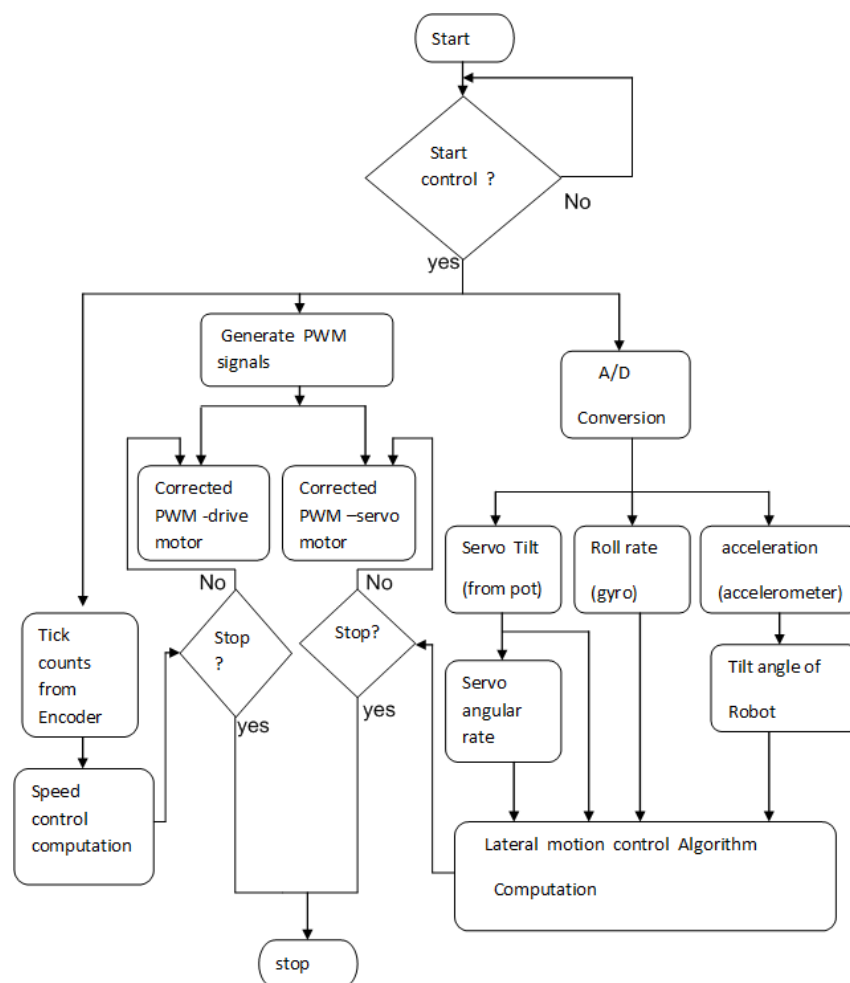 Start
Start
control ?
No
yes
Generate PWM
signals
A/D
Conversion
Corrected
PWM -drive
motor
Corrected
PWM –servo
motor
Servo Tilt
(from pot)
Roll rate
(gyro)
acceleration
(accelerometer)
No
No
Tick
counts
from
Encoder
Stop
?
Stop?
Servo
angular
rate
Tilt angle of
Robot
yes
yes
Speed
control
computation
Lateral motion control Algorithm
Computation
stop